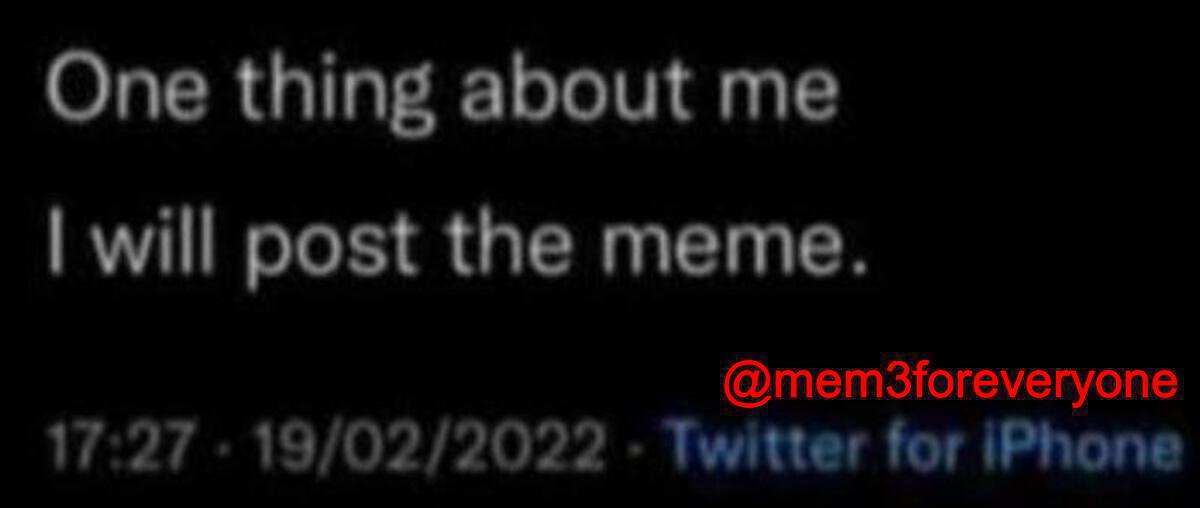 One thing about me
I will post the meme.
@mem3foreveryone
17:27 · 19/02/2022 · Twitter for iPhone